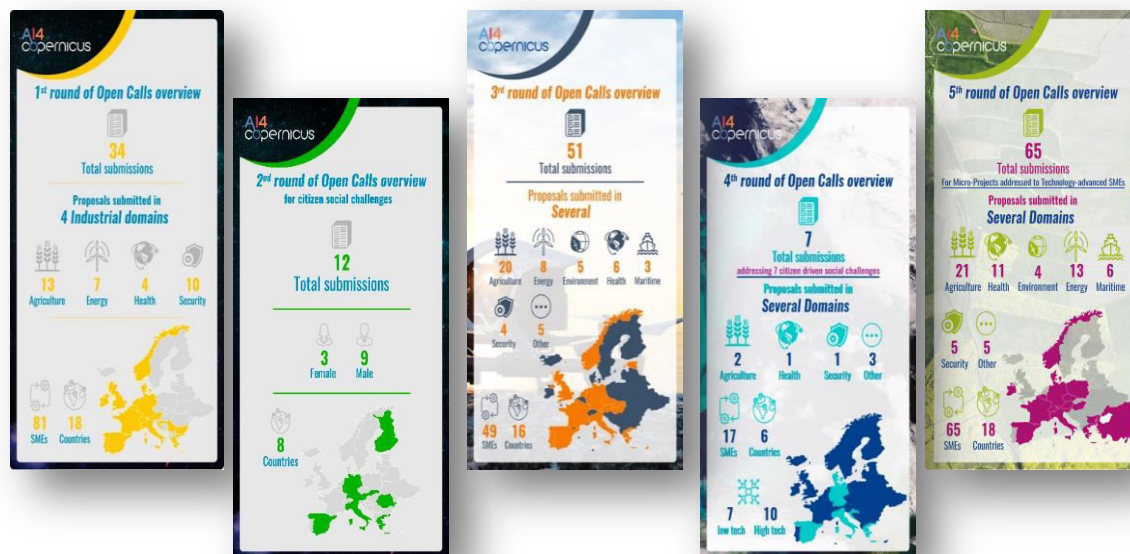 AI4
copernicus
1st round of Open Calls overview
34
Total submissions
Proposals submitted in
4 Industrial domains
13 7 4 10
Agriculture Energy Health Security
81 18
SMEs Countries
AI4
copernicus
2nd round of Open Calls overview
for citizen social challenges
12
Total submissions
3 9
Female Male
8
Countries
AI4
copernicus
3rd round of Open Calls overview
51
Total submissions
Proposals submitted in
Several
20 8 5 6 3
Agriculture Energy Environment Health Maritime
4 5
Security Other
49 16
SMEs Countries
AI4
copernicus
4th round of Open Calls overview
7
Total submissions
addressing 7 citizen driven social challenges
Proposals submitted in
Several Domains
2 1 1 3
Agriculture Health Security Other
17 6
SMEs Countries
7 10
low tech High tech
AI4
copernicus
5th round of Open Calls overview
65
Total submissions
For Micro-Projects addressed to Technology-advanced SMEs
Proposals submitted in
Several Domains
21 11 4 13 6
Agriculture Health Environment Energy Maritime
5 5
Security Other
65 18
SMEs Countries